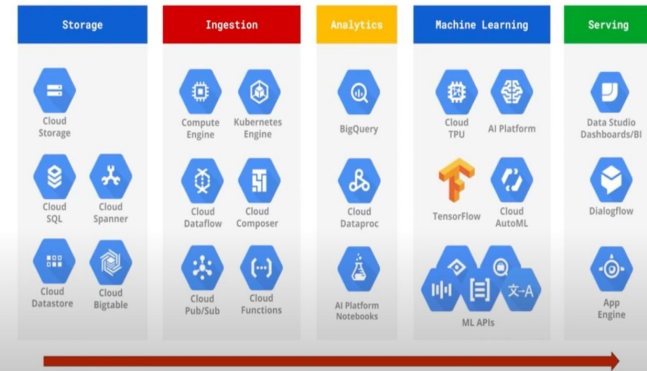 Storage
Ingestion
Analytics
Machine Learning
Serving
Cloud
Storage
Cloud
SQL
Cloud
Spanner
Cloud
Datastore
Cloud
Bigtable
Compute
Engine
Kubernetes
Engine
Cloud
Dataflow
Cloud
Composer
Cloud
Pub/Sub
Cloud
Functions
BigQuery
Cloud
Dataproc
AI Platform
Notebooks
Cloud
TPU
AI Platform
TensorFlow
Cloud
AutoML
文→A
ML APIs
Data Studio
Dashboards/BI
Dialogflow
App
Engine